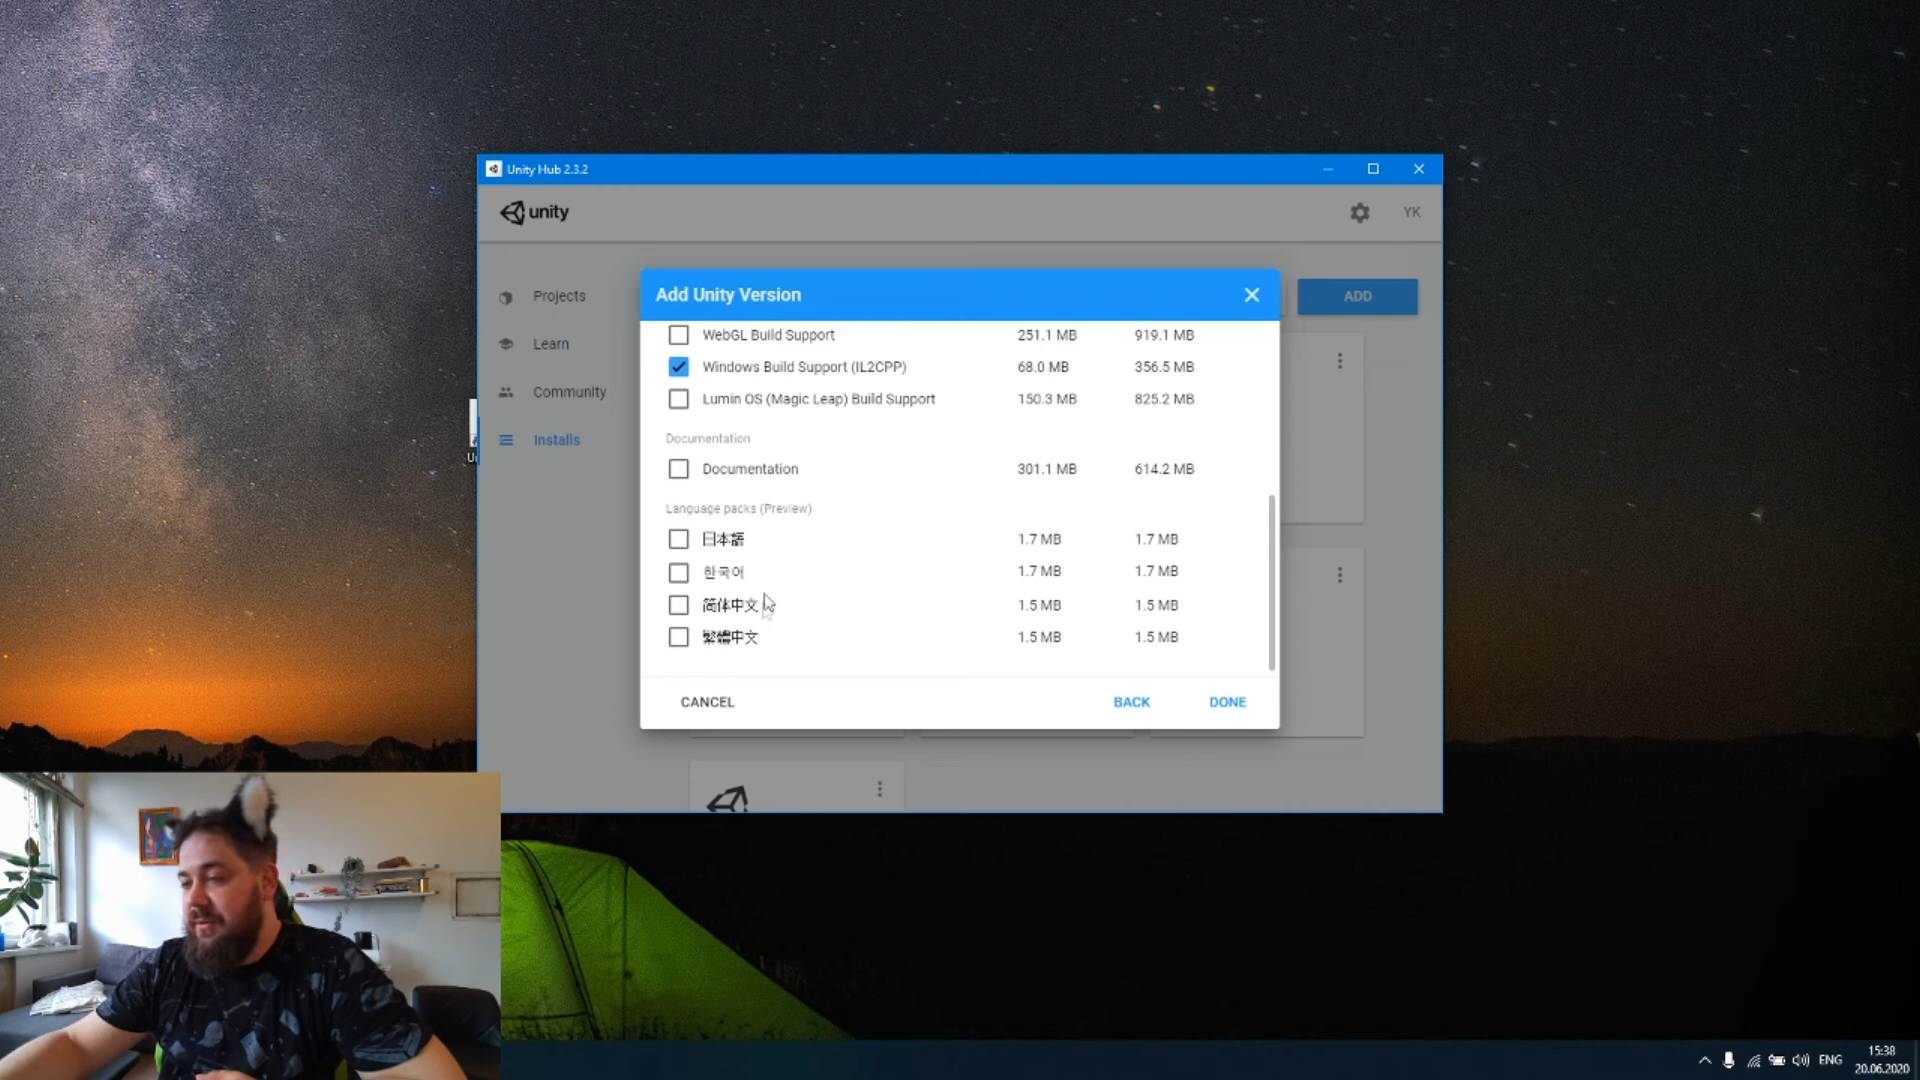 Unity Hub 2.3.2
unity
YK
Projects
Learn
Community
Installs
ADD
Add Unity Version
WebGL Build Support 251.1 MB 919.1 MB
Windows Build Support (IL2CPP) 68.0 MB 356.5 MB
Lumin OS (Magic Leap) Build Support 150.3 MB 825.2 MB
Documentation
Documentation 301.1 MB 614.2 MB
Language packs (Preview)
日本語 1.7 MB 1.7 MB
한국어 1.7 MB 1.7 MB
简体中文 1.5 MB 1.5 MB
繁體中文 1.5 MB 1.5 MB
CANCEL
BACK
DONE
ENG
15:38
20.06.2020